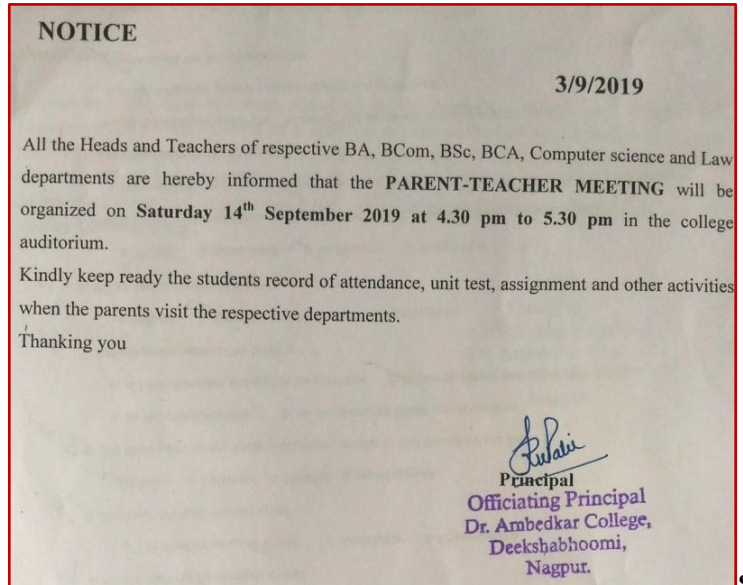 NOTICE
3/9/2019
All the Heads and Teachers of respective BA, BCom, BSc, BCA, Computer science and Law
departments are hereby informed that the PARENT-TEACHER MEETING will be
organized on Saturday 14th September 2019 at 4.30 pm to 5.30 pm in the college
auditorium.
Kindly keep ready the students record of attendance, unit test, assignment and other activities
when the parents visit the respective departments.
Thanking you
Principal
Officiating Principal
Dr. Ambedkar College,
Deekshabhoomi,
Nagpur.